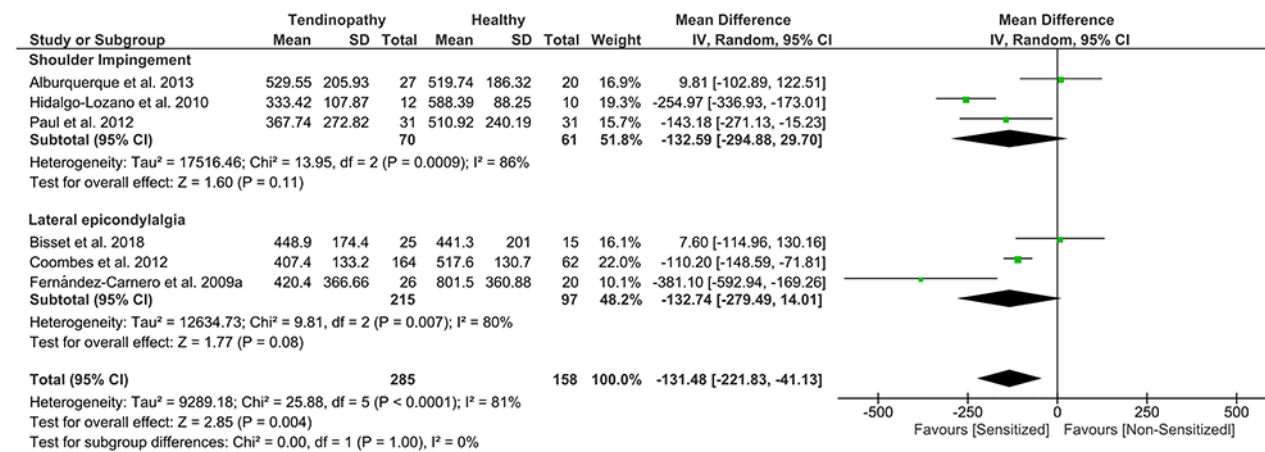 Tendinopathy Healthy Mean Difference Mean Difference
Study or Subgroup Mean SD Total Mean SD Total Weight IV, Random, 95% CI IV, Random, 95% CI
Shoulder Impingement
Alburquerque et al. 2013 529.55 205.93 27 519.74 186.32 20 16.9% 9.81 [-102.89, 122.51]
Hidalgo-Lozano et al. 2010 333.42 107.87 12 588.39 88.25 10 19.3% -254.97 [-336.93, -173.01]
Paul et al. 2012 367.74 272.82 31 510.92 240.19 31 15.7% -143.18 [-271.13, -15.23]
Subtotal (95% CI) 70 61 51.8% -132.59 [-294.88, 29.70]
Heterogeneity: Tau² = 17516.46; Chi² = 13.95, df = 2 (P = 0.0009); I² = 86%
Test for overall effect: Z = 1.60 (P = 0.11)
Lateral epicondylalgia
Bisset et al. 2018 448.9 174.4 25 441.3 201 15 16.1% 7.60 [-114.96, 130.16]
Coombes et al. 2012 407.4 133.2 164 517.6 130.7 62 22.0% -110.20 [-148.59, -71.81]
Fernández-Carnero et al. 2009a 420.4 366.66 26 801.5 360.88 20 10.1% -381.10 [-592.94, -169.26]
Subtotal (95% CI) 215 97 48.2% -132.74 [-279.49, 14.01]
Heterogeneity: Tau² = 12634.73; Chi² = 9.81, df = 2 (P = 0.007); I² = 80%
Test for overall effect: Z = 1.77 (P = 0.08)
Total (95% CI) 285 158 100.0% -131.48 [-221.83, -41.13]
Heterogeneity: Tau² = 9289.18; Chi² = 25.88, df = 5 (P < 0.0001); I² = 81%
Test for overall effect: Z = 2.85 (P = 0.004)
Test for subgroup differences: Chi² = 0.00, df = 1 (P = 1.00), I² = 0%
-500 -250 0 250 500
Favours [Sensitized] Favours [Non-Sensitizedl]